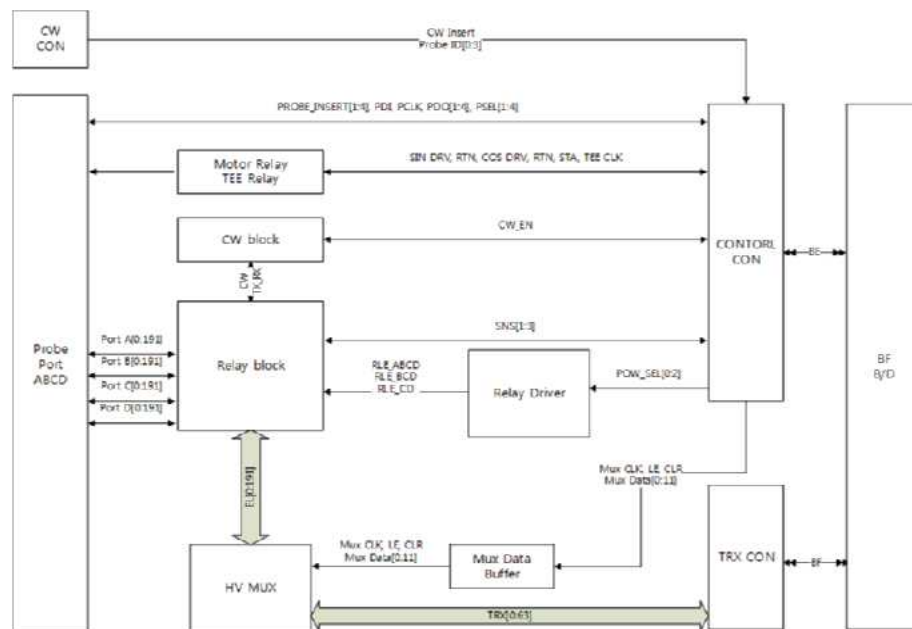 CW
CON
CW Insert
Probe ID[0:3]
PROBE_INSERT[1:4], PDI, PCLK, PDO[1:4], PSEL[1:4]
Motor Relay
TEE Relay
SIN DRV, RTN, COS DRV, RTN, STA, TEE CLK
CW block
CW_EN
CONTORL
CON
BE
CW
TX_RX
Probe
Port
ABCD
Port A[0:191]
Port B[0:191]
Port C[0:191]
Port D[0:191]
Relay block
SNS[1:3]
RLE_ABCD
RLE_BCD
RLE_CD
Relay Driver
POW_SEL[0:2]
BF
B/D
EL[0:191]
Mux CLK, LE, CLR
Mux Data[0:11]
HV MUX
Mux CLK, LE, CLR
Mux Data[0:11]
Mux Data
Buffer
TRX CON
BF
TRX[0:63]